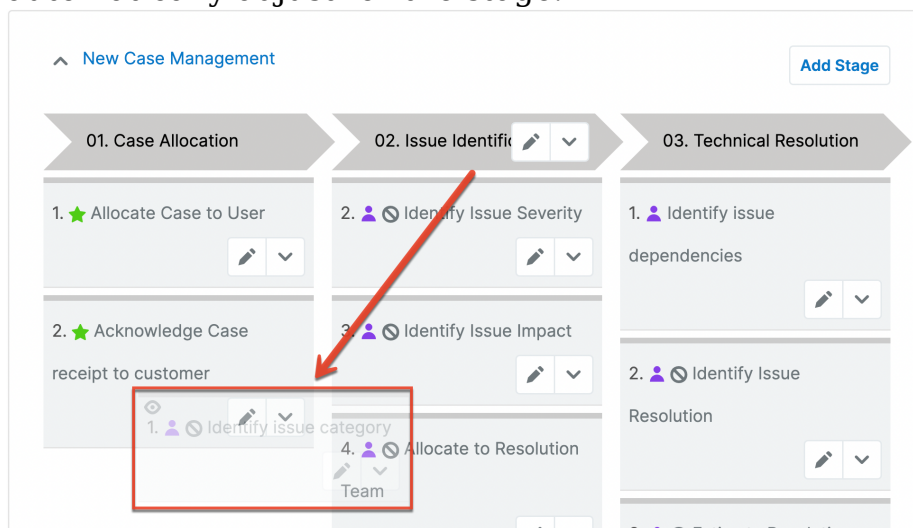 New Case Management
Add Stage
01. Case Allocation
02. Issue Identific
03. Technical Resolution
1. Allocate Case to User
2. Acknowledge Case
receipt to customer
1. Identify issue category
2. Identify Issue Severity
3. Identify Issue Impact
4. Allocate to Resolution
Team
1. Identify issue
dependencies
2. Identify Issue
Resolution